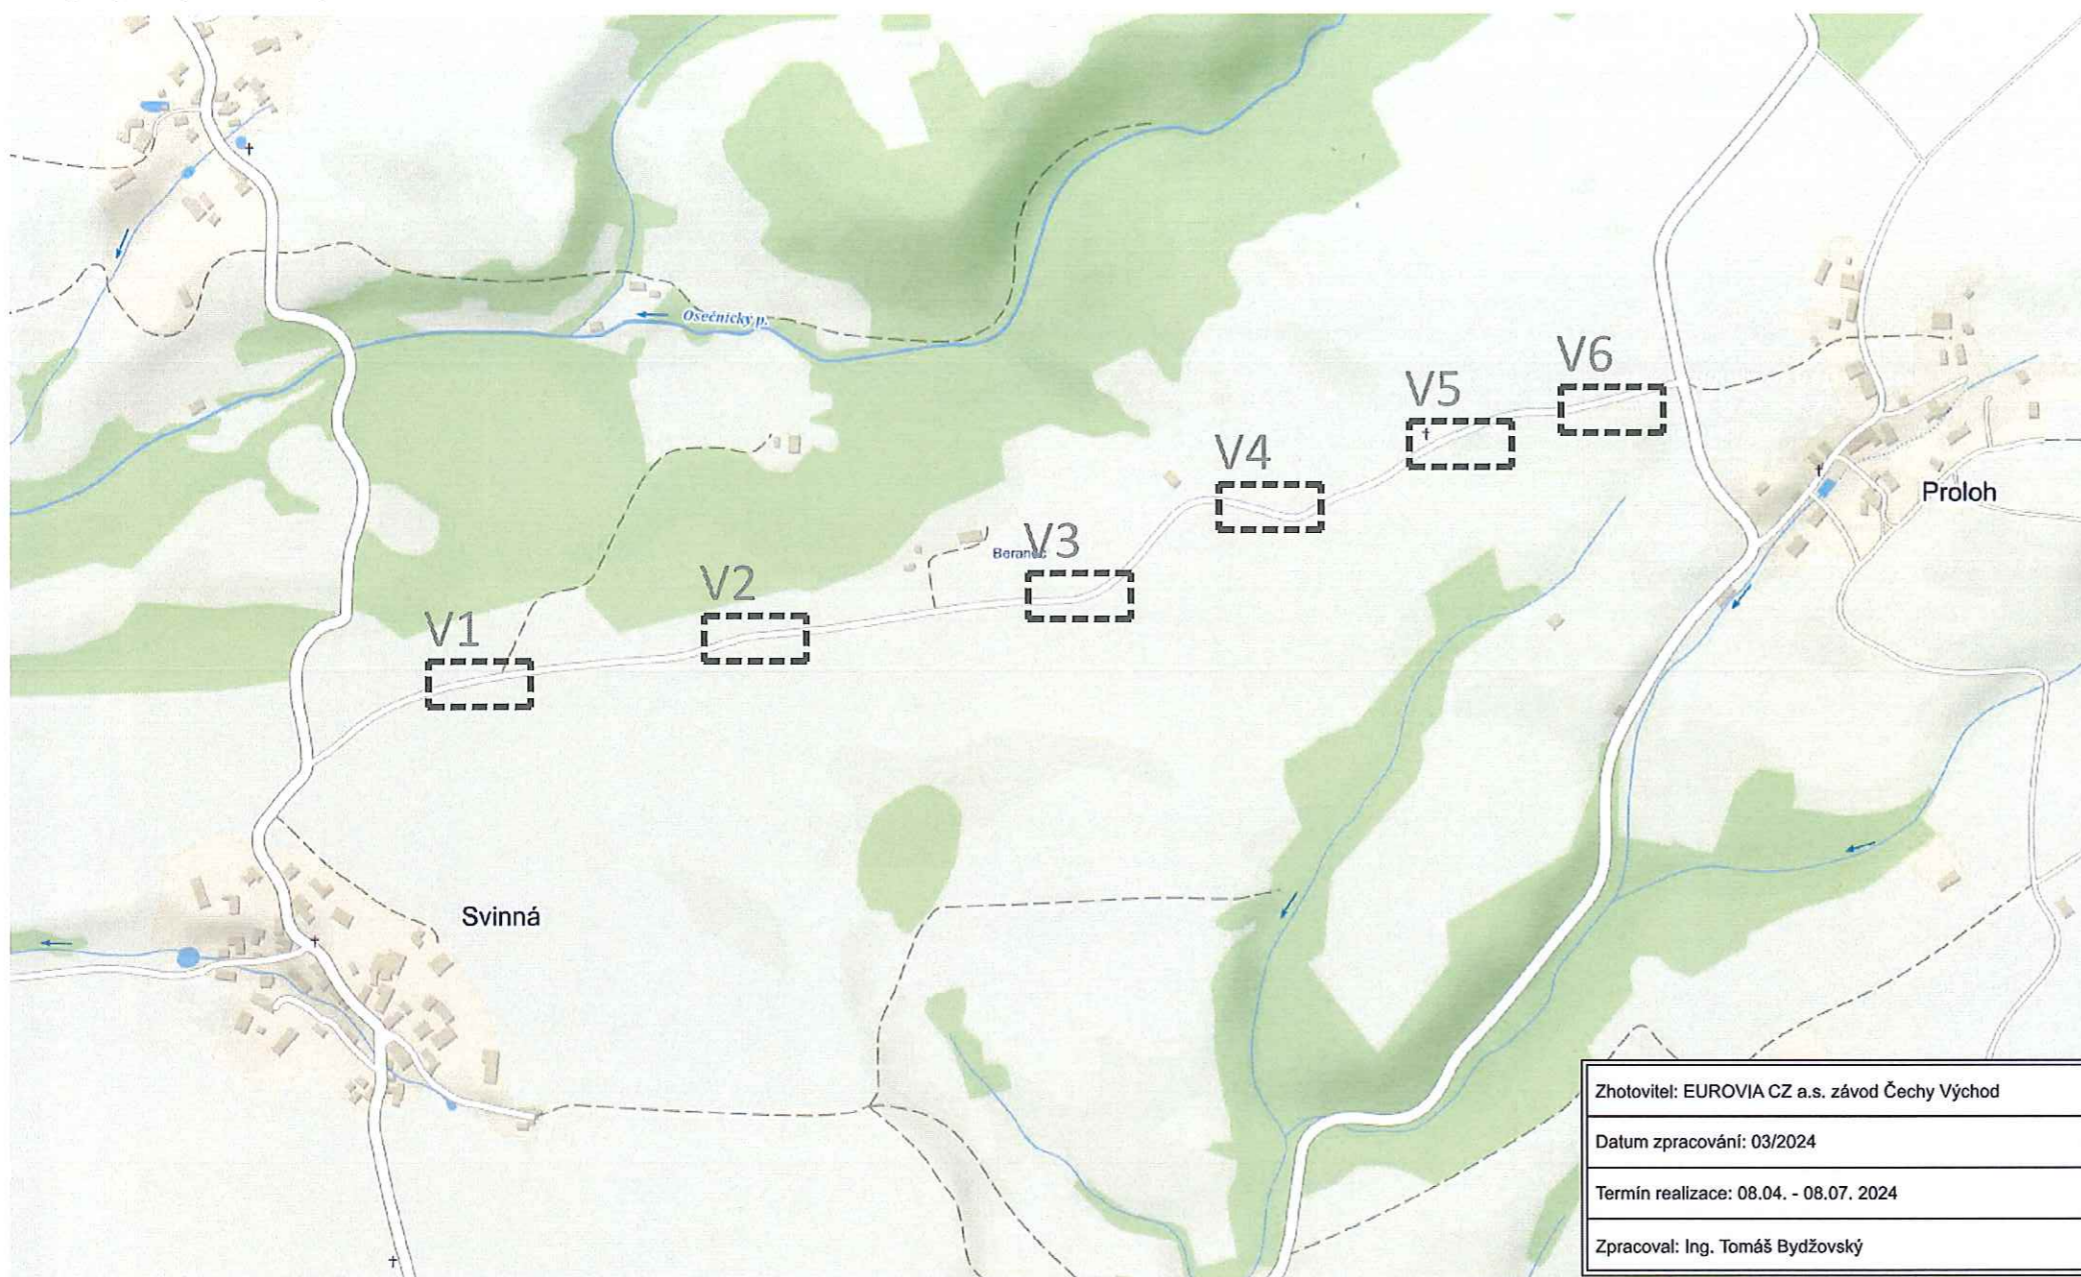 Osečnický p.
V6
V5
V4
Proloh
V3
V2
V1
Svinná
Zhotovitel: EUROVIA CZ a.s. závod Čechy Východ
Datum zpracování: 03/2024
Termín realizace: 08.04. - 08.07. 2024
Zpracoval: Ing. Tomáš Bydžovský